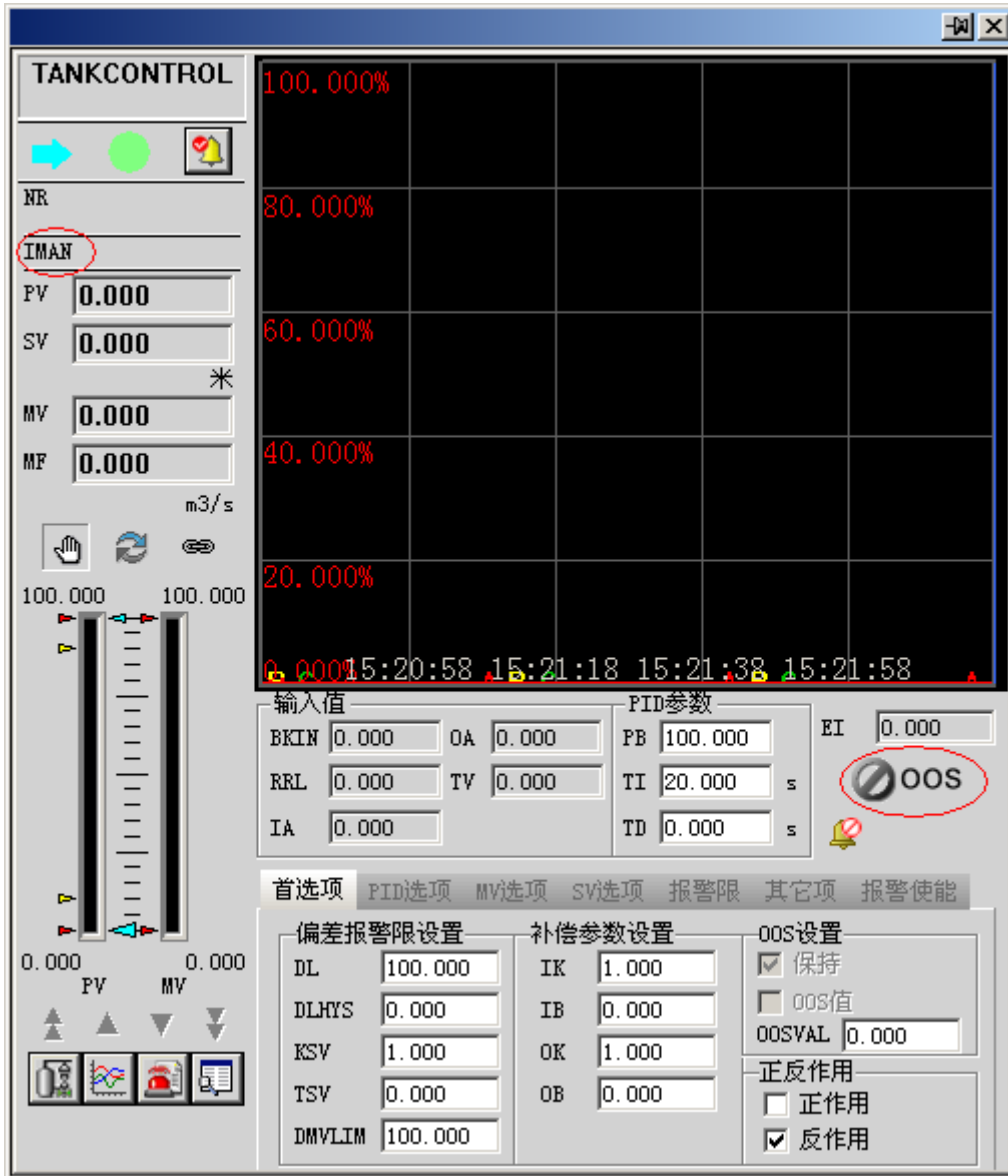 TANKCONTROL
NR
IMAN
PV 0.000
SV 0.000
MV 0.000
MF 0.000
m3/s
100.000 100.000
0.000 0.000
PV MV
100.000%
80.000%
60.000%
40.000%
20.000%
0.000% 15:20:58 15:21:18 15:21:38 15:21:58
输入值
BKIN 0.000 OA 0.000
RRL 0.000 TV 0.000
IA 0.000
PID参数
PB 100.000
TI 20.000 s
TD 0.000 s
EI 0.000
OOS
首选项 PID选项 MV选项 SV选项 报警限 其它项 报警使能
偏差报警限设置
DL 100.000
DLHYS 0.000
KSV 1.000
TSV 0.000
DMVLIM 100.000
补偿参数设置
IK 1.000
IB 0.000
OK 1.000
OB 0.000
OOS设置
保持
OOS值
OOSVAL 0.000
正反作用
正作用
反作用